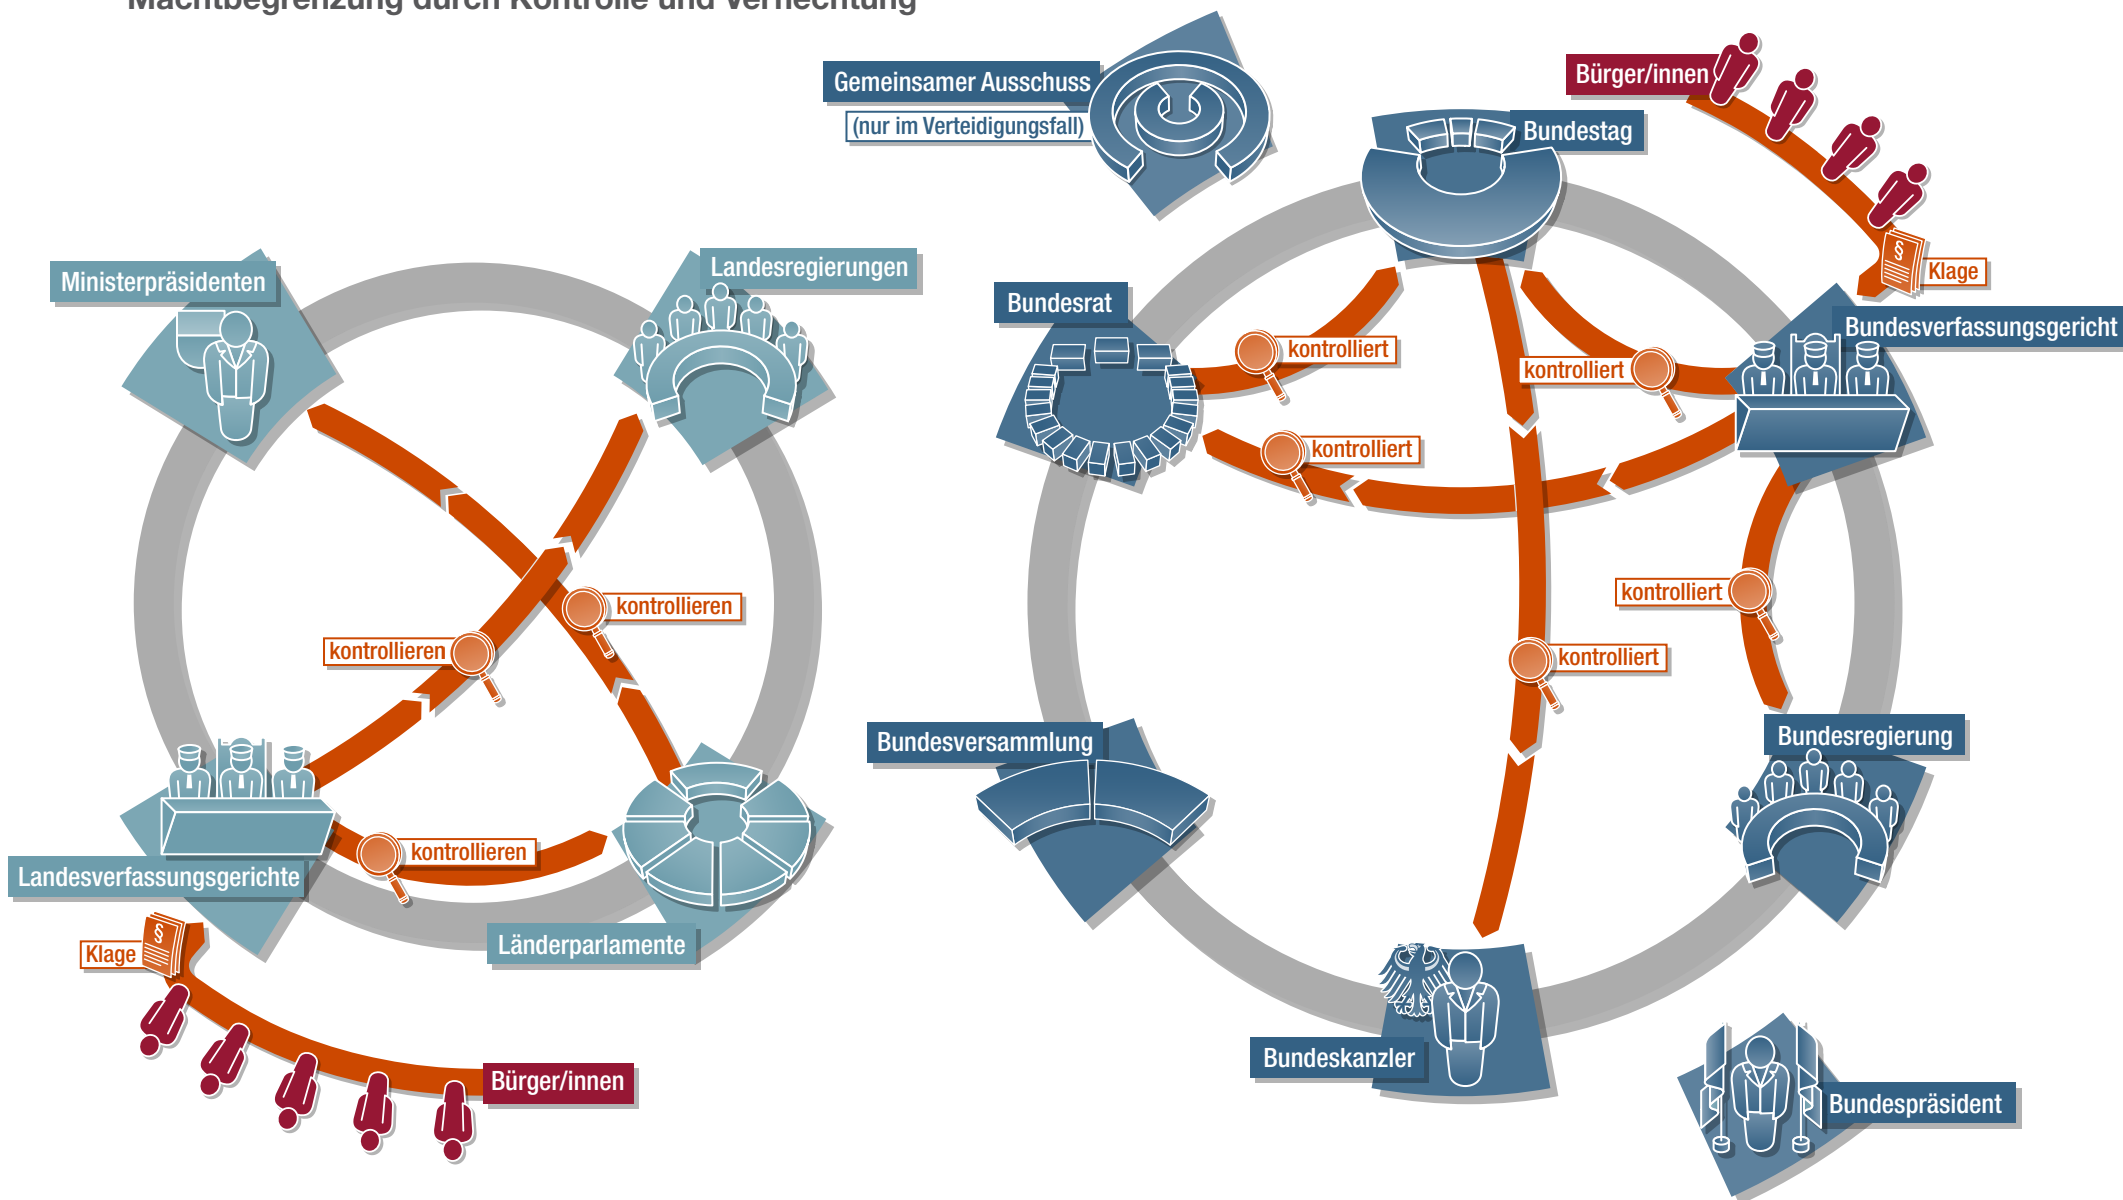 Machtbegrenzung durch Kontrolle und Verflechtung
Gemeinsamer Ausschuss
(nur im Verteidigungsfall)
Bürger/innen
Bundestag
Klage
Ministerpräsidenten
Landesregierungen
Bundesrat
Bundesverfassungsgericht
kontrolliert
kontrolliert
kontrolliert
kontrolliert
kontrollieren
kontrollieren
kontrolliert
Bundesversammlung
Bundesregierung
kontrollieren
Landesverfassungsgerichte
Länderparlamente
Klage
Bürger/innen
Bundeskanzler
Bundespräsident
§
§